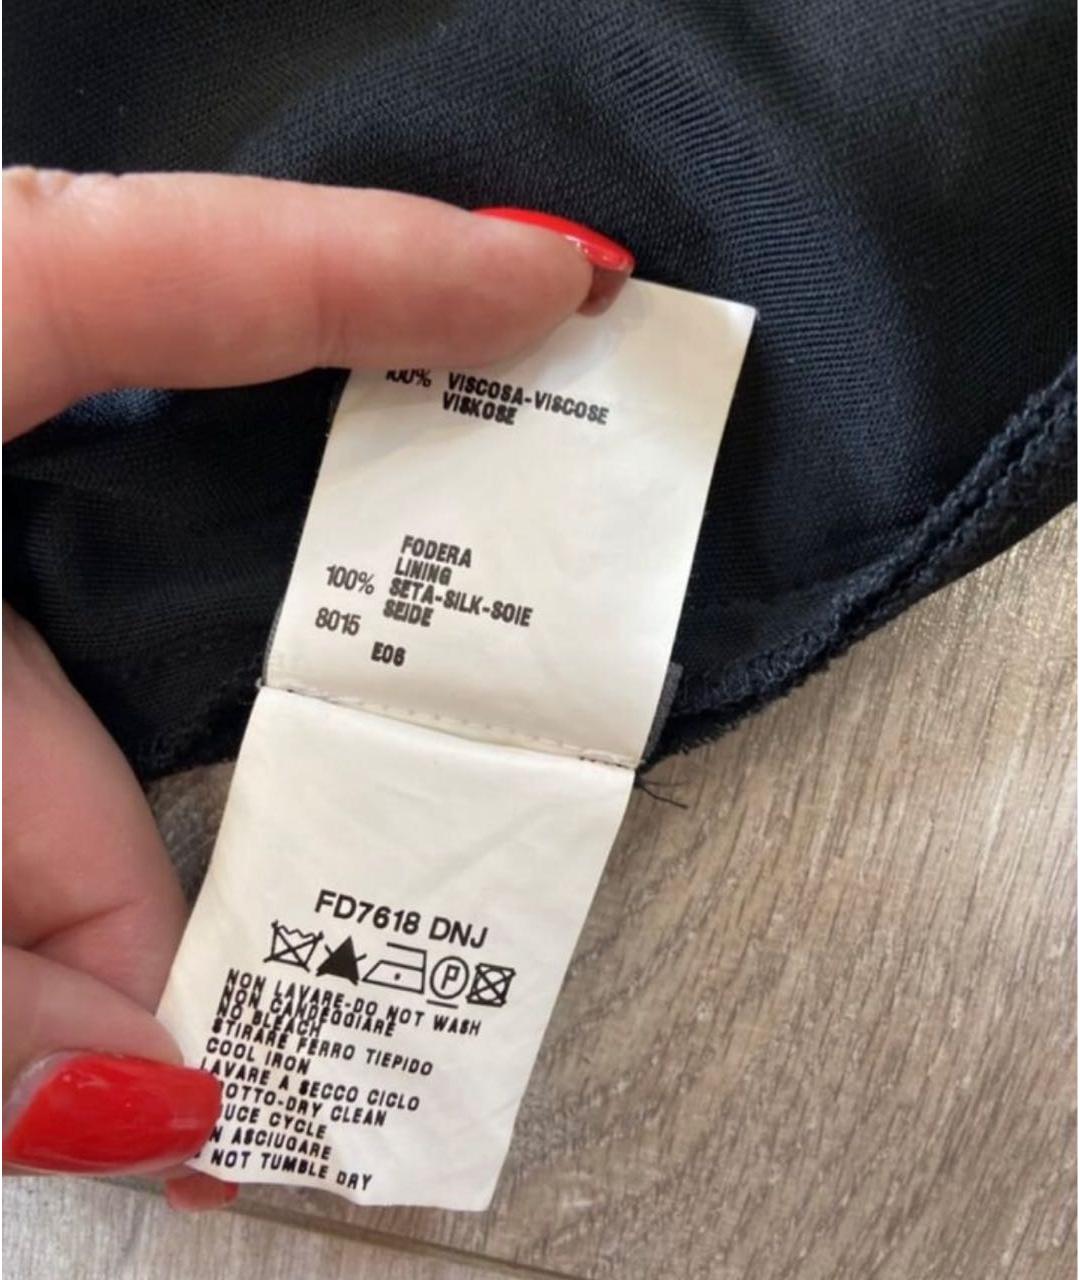 100% VISCOSA-VISCOSE
VISKOSE
FODERA
LINING
100% SETA-SILK-SOIE
SEIDE
8015
E06
FD7618 DNJ
P
NON LAVARE-DO NOT WASH
NON CANDEGGIARE
NO BLEACH
STIRARE FERRO TIEPIDO
COOL IRON
LAVARE A SECCO CICLO
DRY CLEAN
CYCLE
ASCIUGARE
NOT TUMBLE DRY